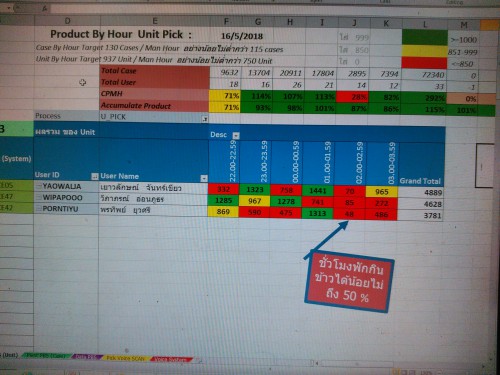 D E F G H I J K L M
Product By Hour Unit Pick : 16/5/2018 ใส่ 999 >=1000
Case By Hour Target 130 Cases / Man Hour อย่างน้อยไม่ต่ำกว่า 115 cases ใส่ 850 851-999
Unit By Hour Target 937 Unit / Man Hour อย่างน้อยไม่ต่ำกว่า 750 Unit ใส่ 0 <=850
Total Case 9632 13704 20911 17804 2895 7394 72340 0
Total User 18 16 26 21 14 12 33 1
CPMH 71% 114% 107% 113% 28% 82% 292% 0%
Accumulate Product 71% 93% 98% 101% 87% 86% 115% 101%
Process U_PICK
ผลรวม ของ Unit Desc
(System) User ID User Name 22.00-22.59 23.00-23.59 00.00-00.59 01.00-01.59 02.00-02.59 03.00-03.59 Grand Total
YAOWALIA เยาวลักษณ์ จันทร์เขียว 332 1323 758 1441 70 965 4889
WIPAPOOO วิภาภรณ์ อ่อนภูธร 1285 967 1278 741 85 272 4628
PORNTIYU พรทิพย์ ยุวศรี 869 590 475 1313 48 486 3781
ชั่วโมงพักกิน
ข้าวได้น้อยไม่
ถึง 50 %